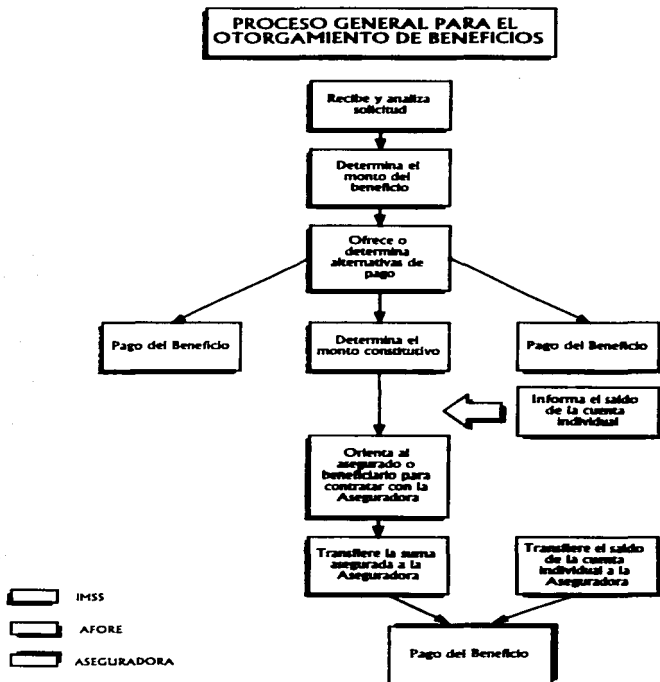 PROCESO GENERAL PARA EL
OTORGAMIENTO DE BENEFICIOS
Recibe y analiza
solicitud
Determina el
monto del
beneficio
Ofrece o
determina
alternativas de
pago
Pago del Beneficio
Determina el
monto constitutivo
Pago del Beneficio
Informa el saldo
de la cuenta
individual
Orienta al
asegurado o
beneficiario para
contratar con la
Aseguradora
Transfiere la suma
asegurada a la
Aseguradora
Transfiere el saldo
de la cuenta
individual a la
Aseguradora
Pago del Beneficio
IMSS
AFORE
ASEGURADORA